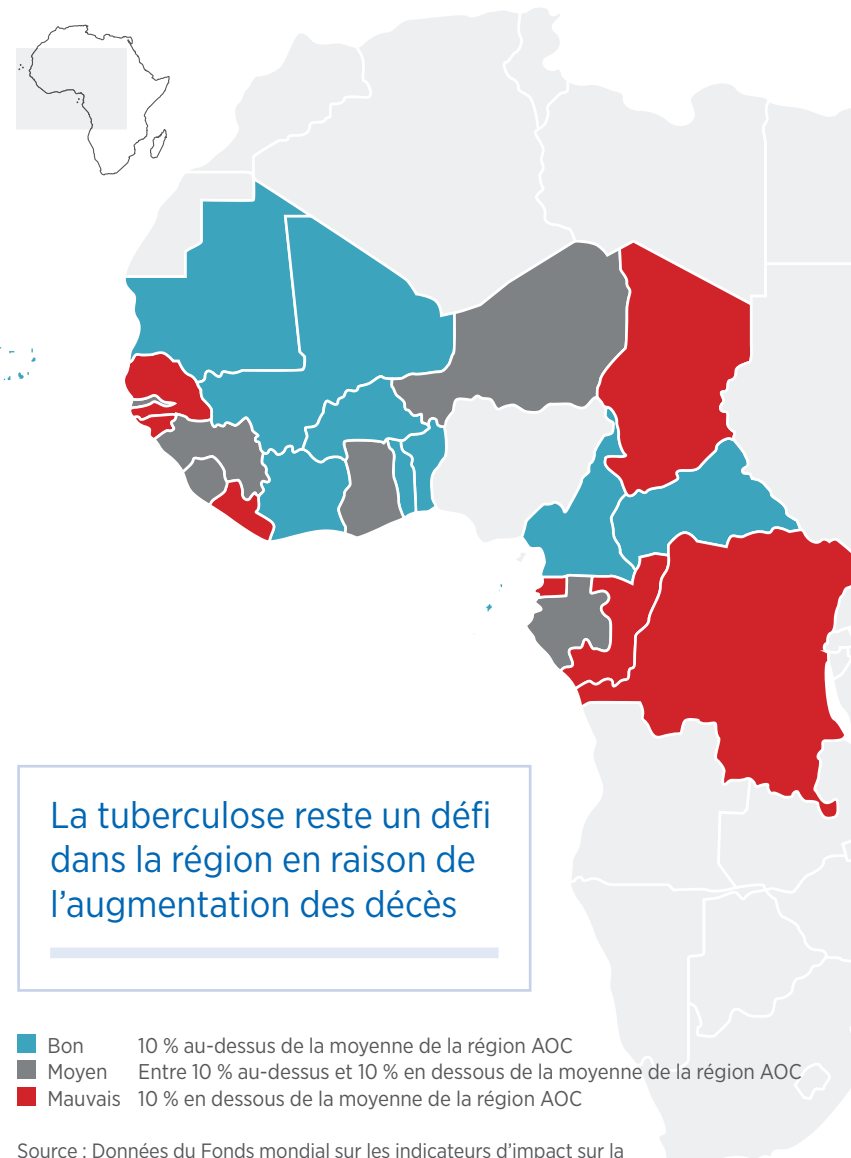 La tuberculose reste un défi
dans la région en raison de
l'augmentation des décès
Bon 10 % au-dessus de la moyenne de la région AOC
Moyen Entre 10 % au-dessus et 10 % en dessous de la moyenne de la région AOC
Mauvais 10 % en dessous de la moyenne de la région AOC
Source : Données du Fonds mondial sur les indicateurs d'impact sur la